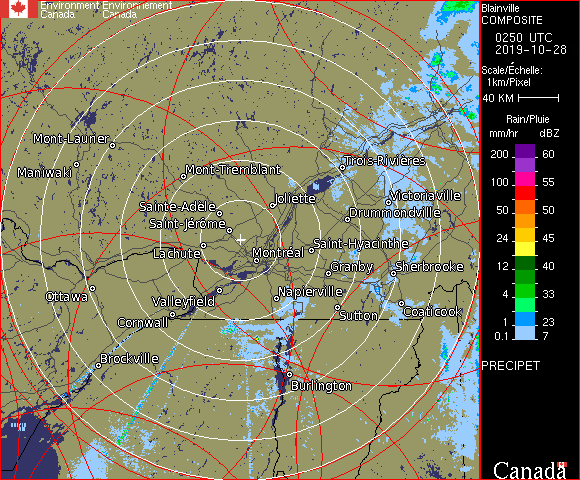 Environment Environnement
Canada Canada
Blainville
COMPOSITE
0250 UTC
2019-10-28
Scale/Échelle:
1km/Pixel
40 KM
Rain/Pluie
mm/hr dBZ
200 60
100 55
50 50
24 45
12 40
4 33
1 23
0.1 7
PRECIPET
Canada
Mont-Laurier
Maniwaki
Mont-Tremblant
Trois-Rivières
Sainte-Adèle
Joliette
Victoriaville
Drummondville
Saint-Jérôme
Lachute
Montréal
Saint-Hyacinthe
Granby
Sherbrooke
Ottawa
Valleyfield
Napierville
Cornwall
Sutton
Coaticook
Brockville
Burlington